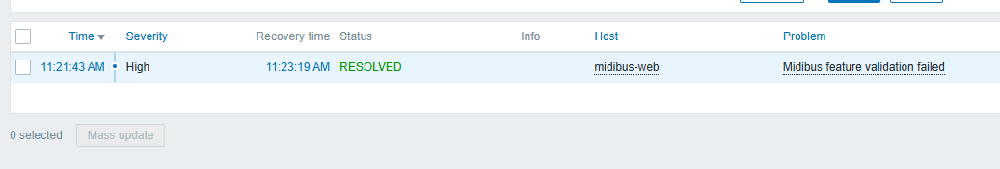 Time Severity Recovery time Status Info Host Problem
11:21:43 AM High 11:23:19 AM RESOLVED midibus-web Midibus feature validation failed
0 selected Mass update